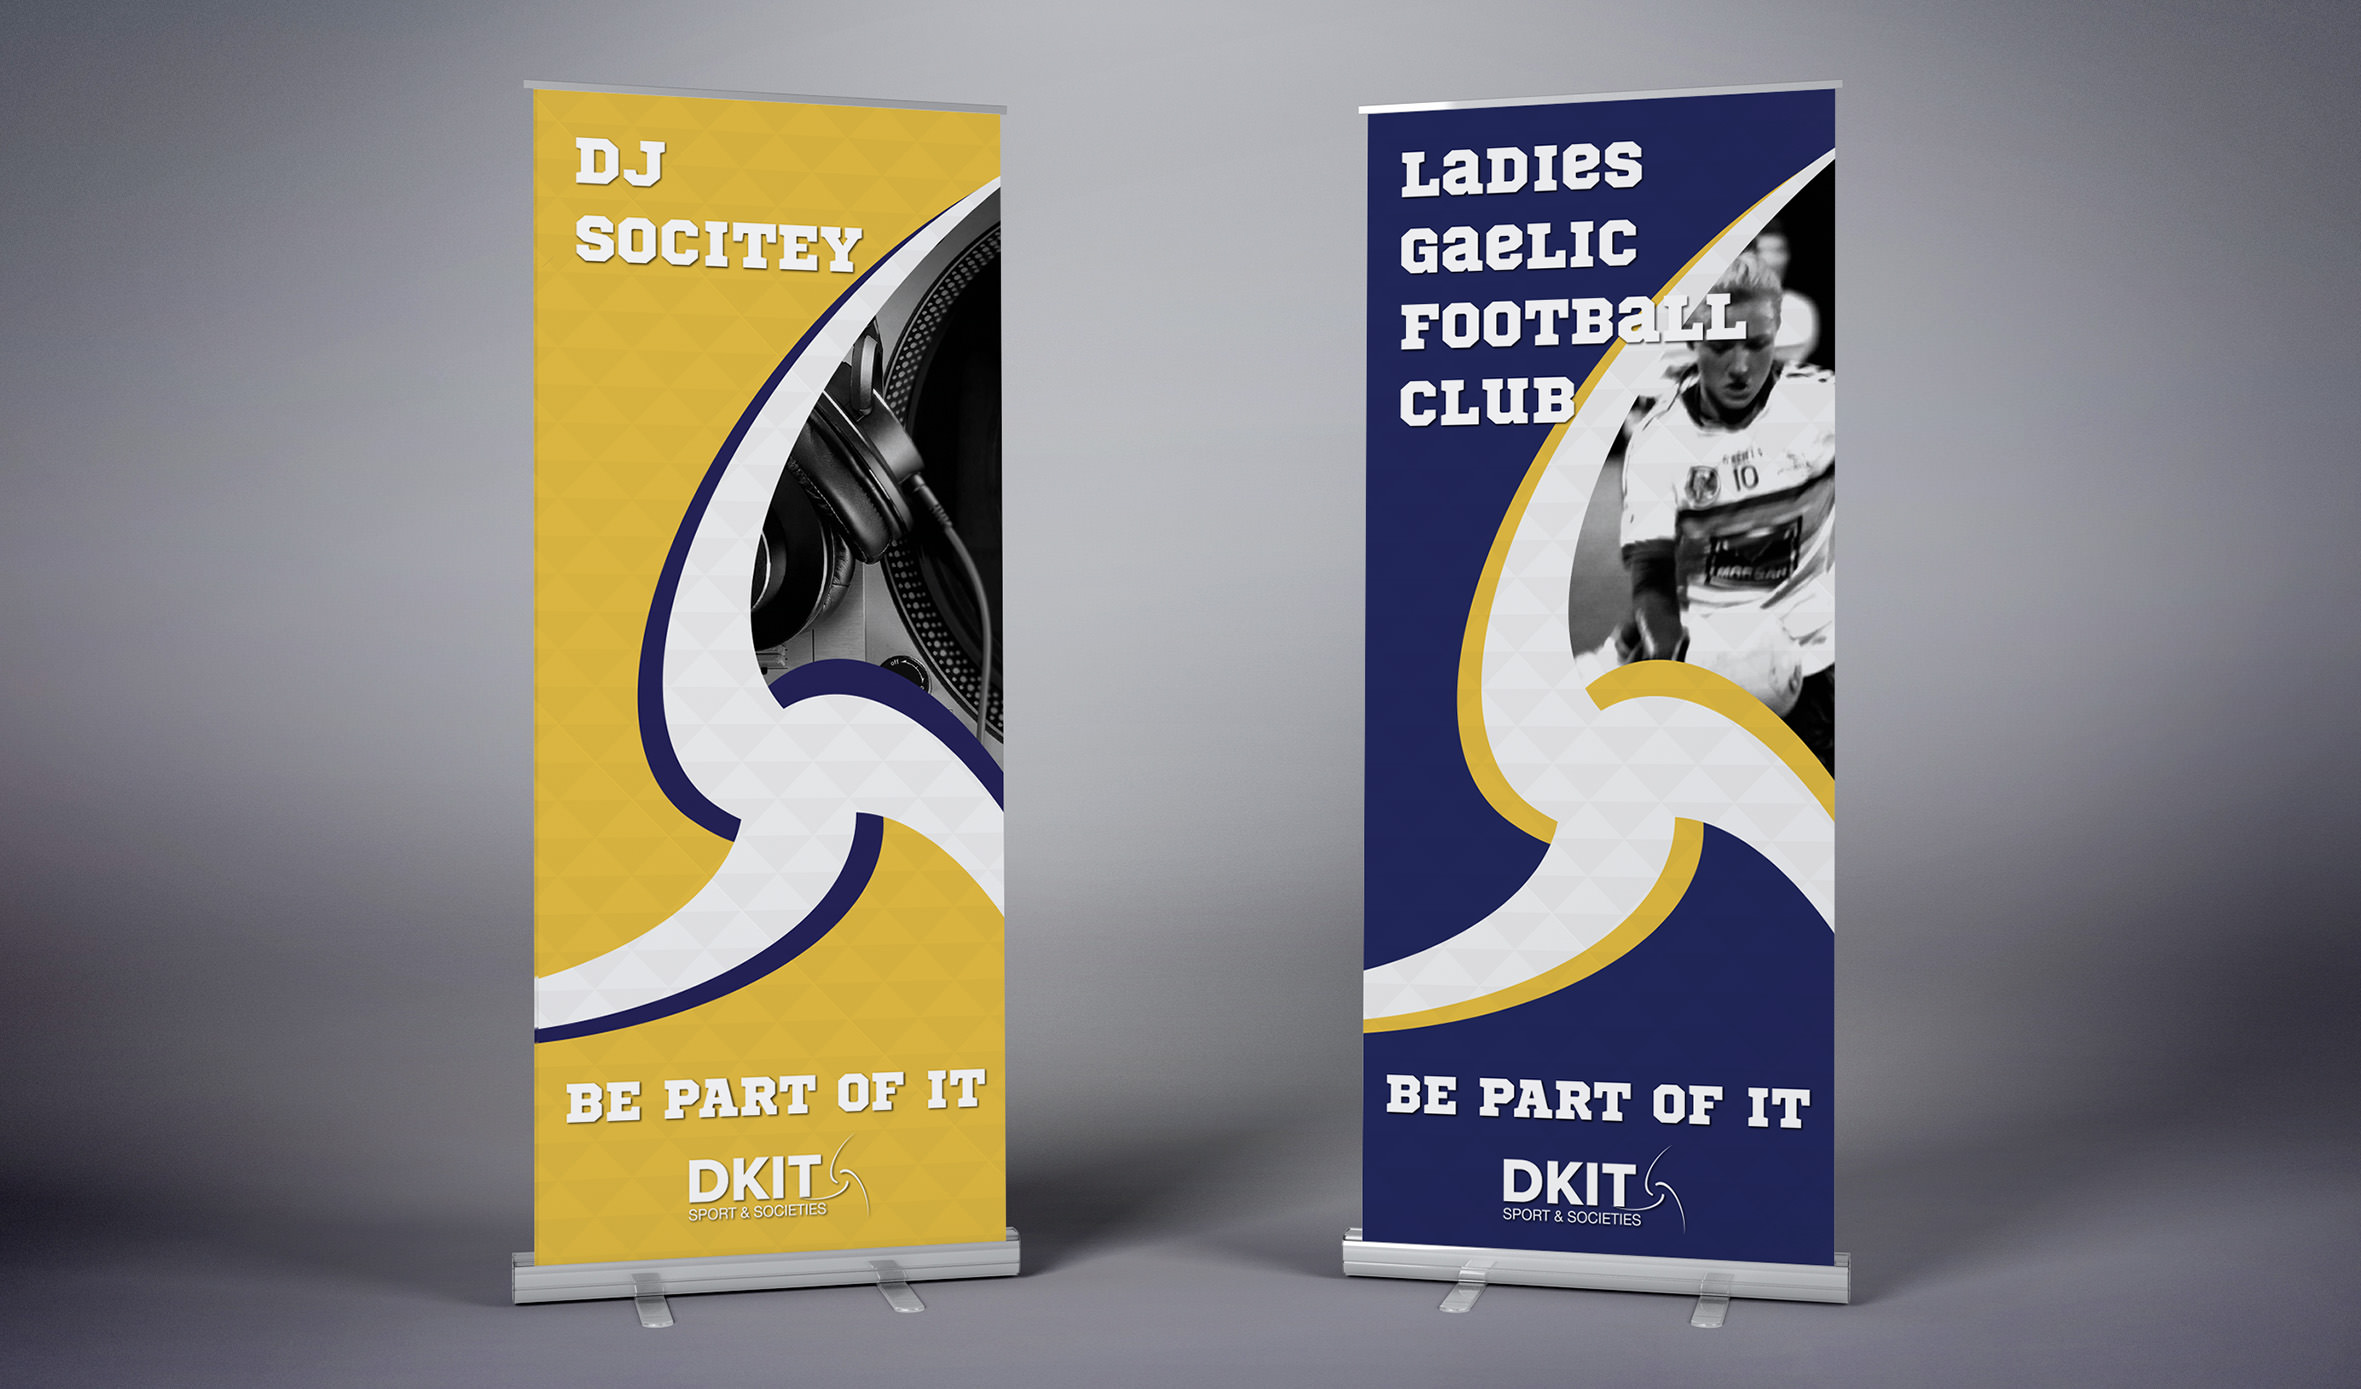 DJ
SOCITEY
BE PART OF IT
DKIT
SPORT & SOCIETIES
LaDIeS
GaeLIC
FOOTBaLL
CLuB
10
BE PART OF IT
DKIT
SPORT & SOCIETIES
off